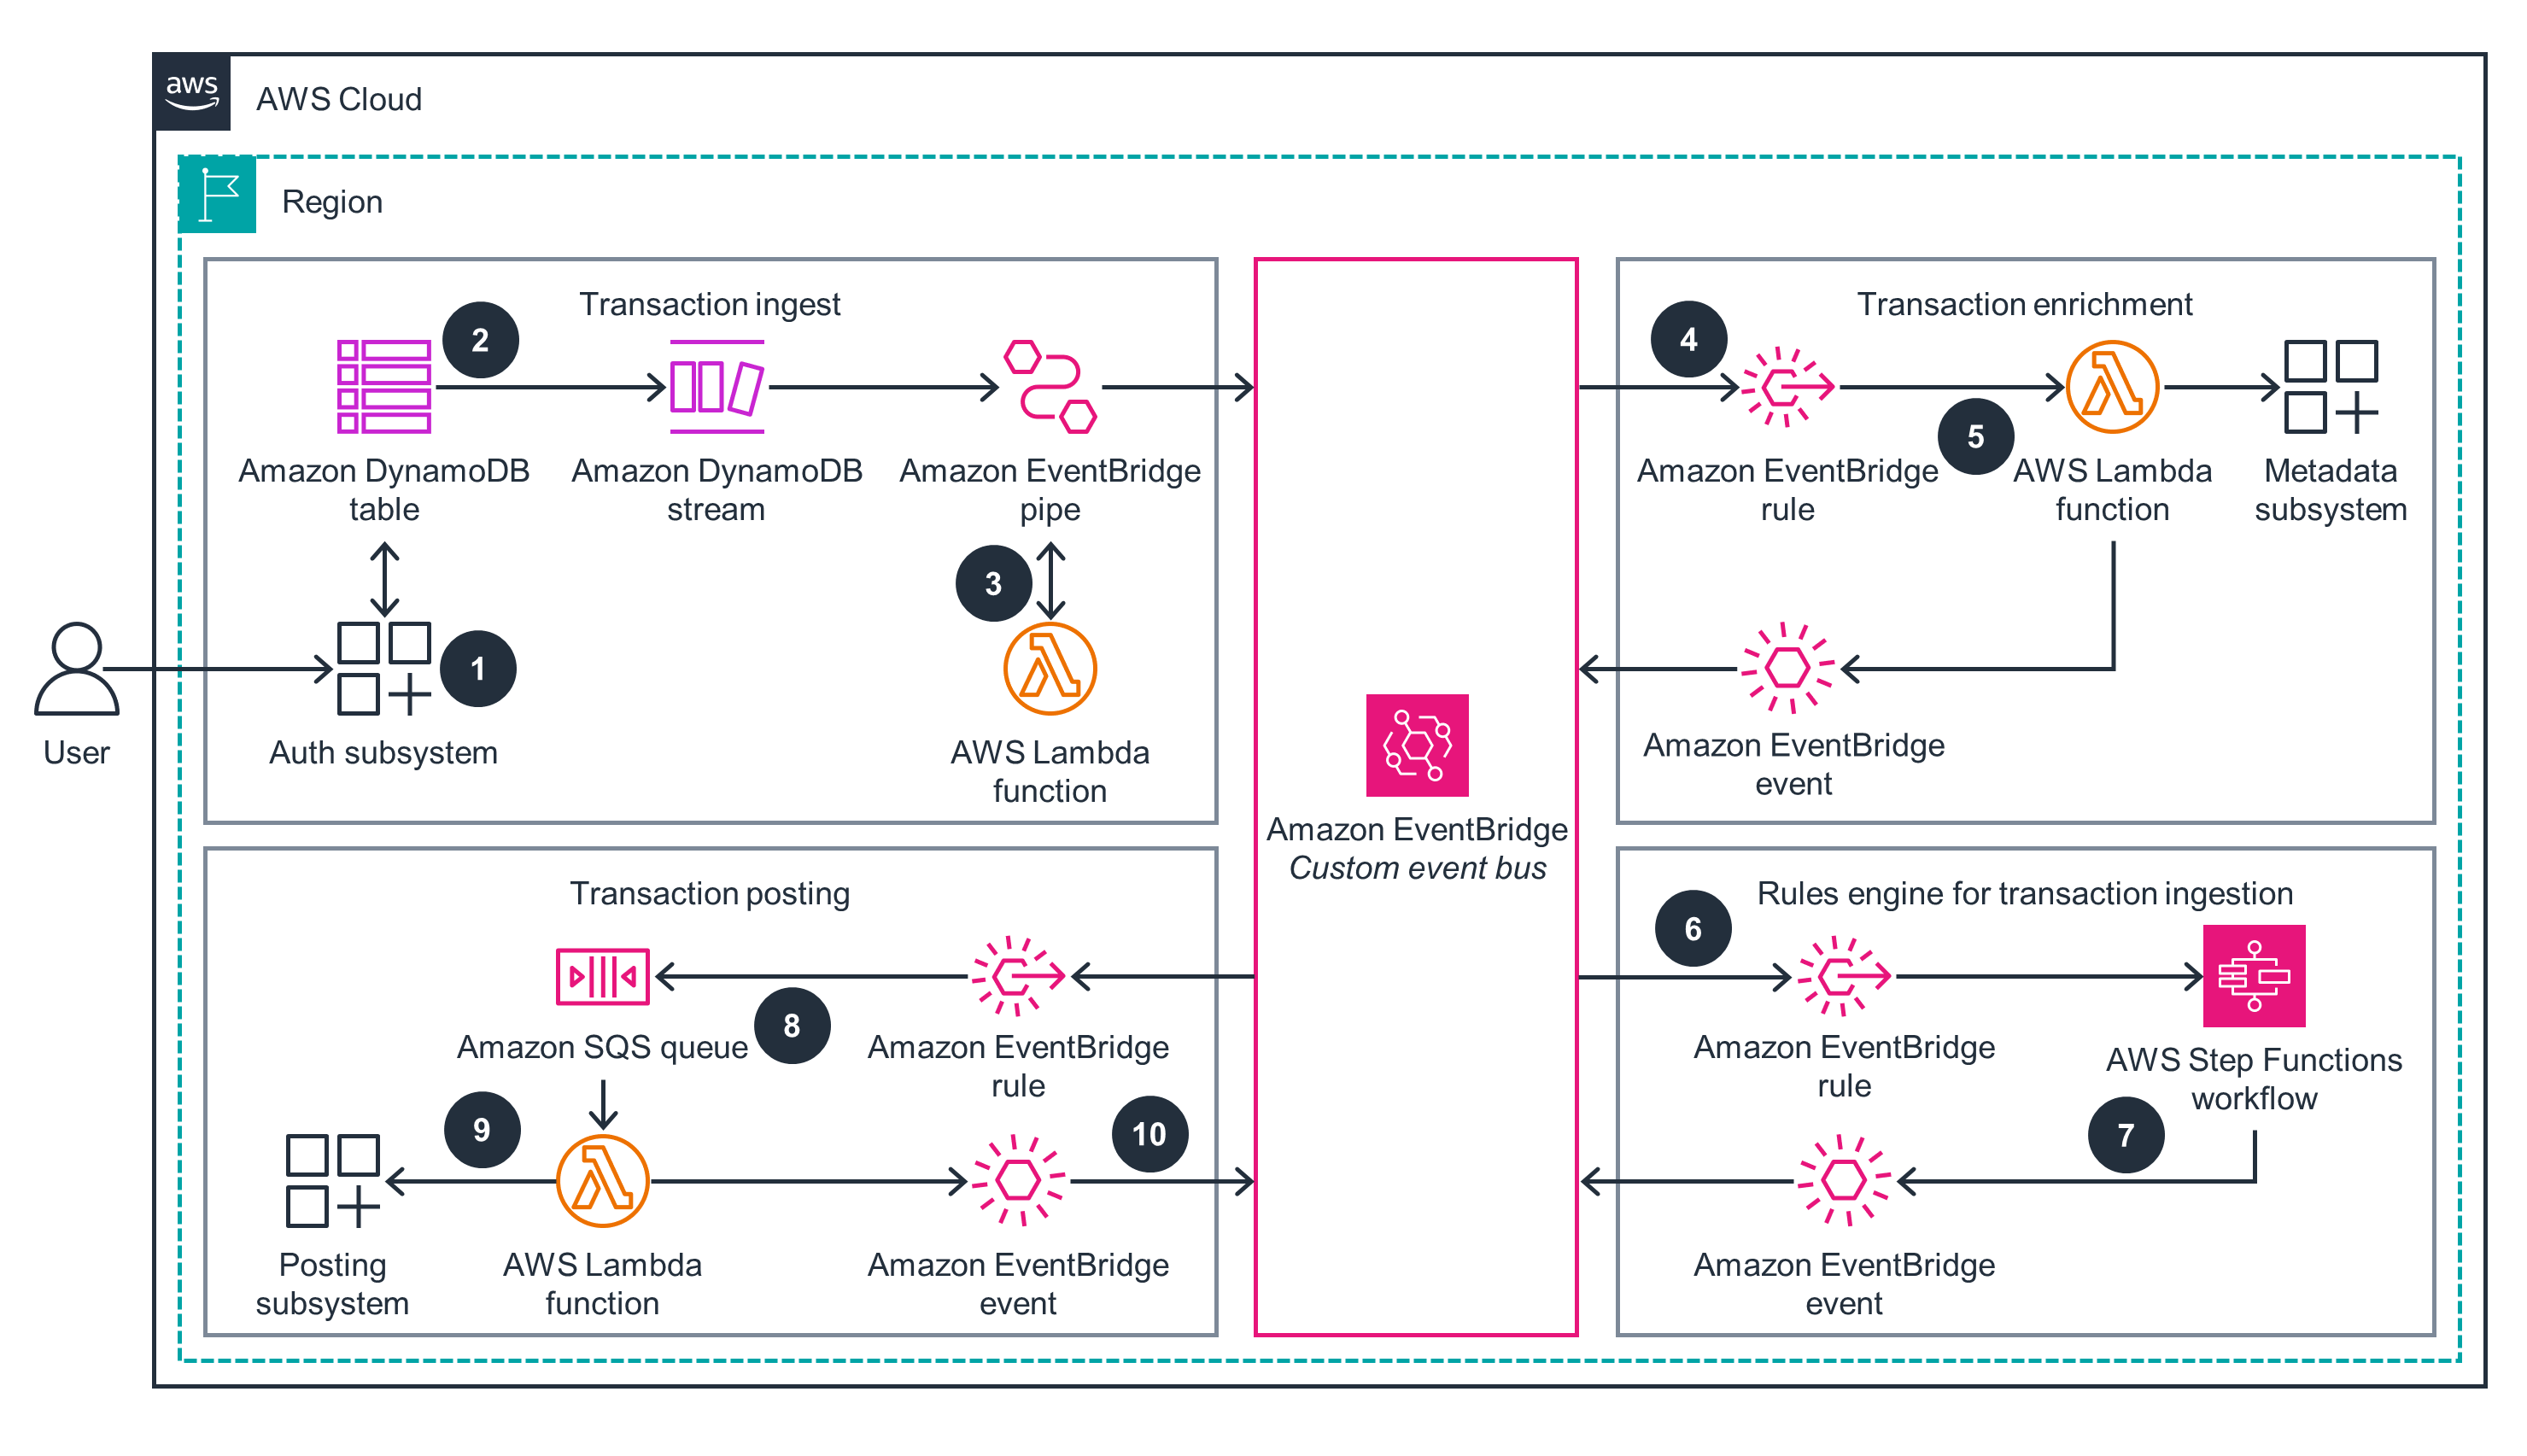 aws
AWS Cloud
Region
Transaction ingest
2
Amazon DynamoDB
table
Amazon DynamoDB
stream
Amazon EventBridge
pipe
3
1
User
Auth subsystem
AWS Lambda
function
Amazon EventBridge
Custom event bus
Transaction enrichment
4
5
Amazon EventBridge
rule
AWS Lambda
function
Metadata
subsystem
Amazon EventBridge
event
Transaction posting
8
Amazon SQS queue
Amazon EventBridge
rule
9
10
Posting
subsystem
AWS Lambda
function
Amazon EventBridge
event
Rules engine for transaction ingestion
6
Amazon EventBridge
rule
AWS Step Functions
workflow
7
Amazon EventBridge
event